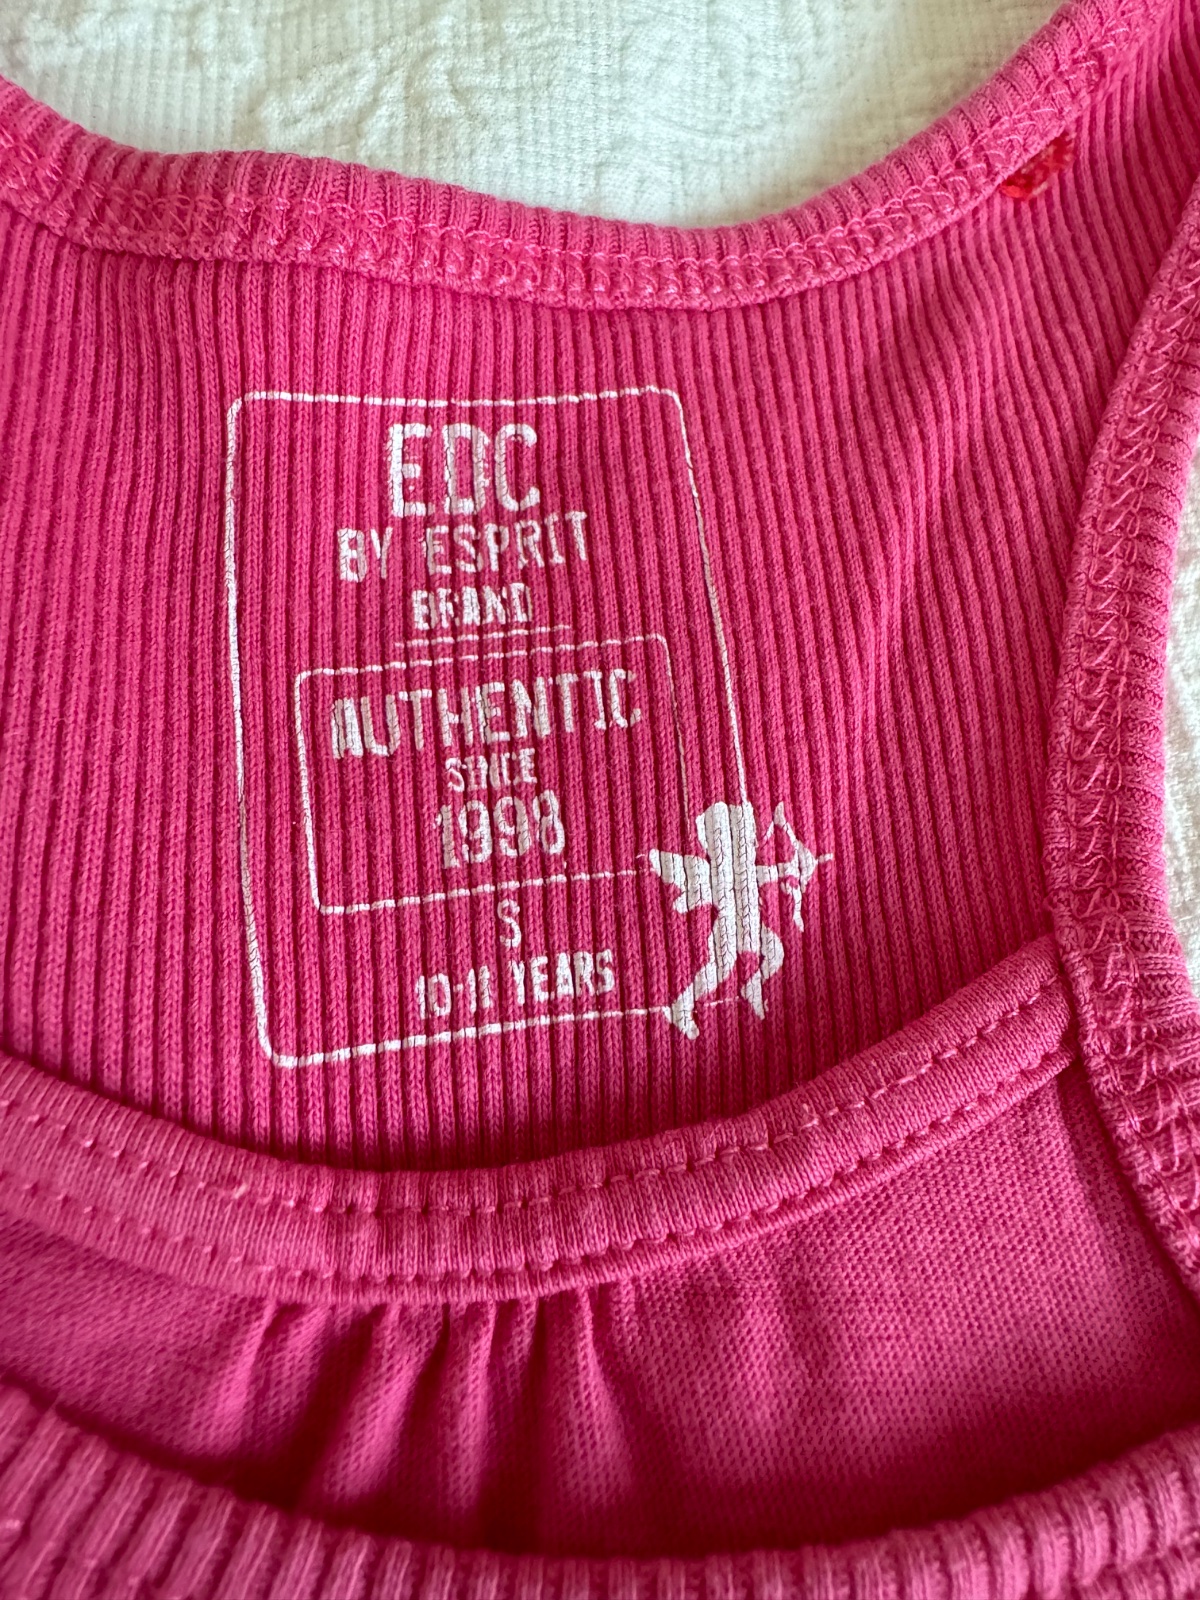 EDC
BY ESPRIT
BRAND
AUTHENTIC
SINCE
1998
S
10-11 YEARS